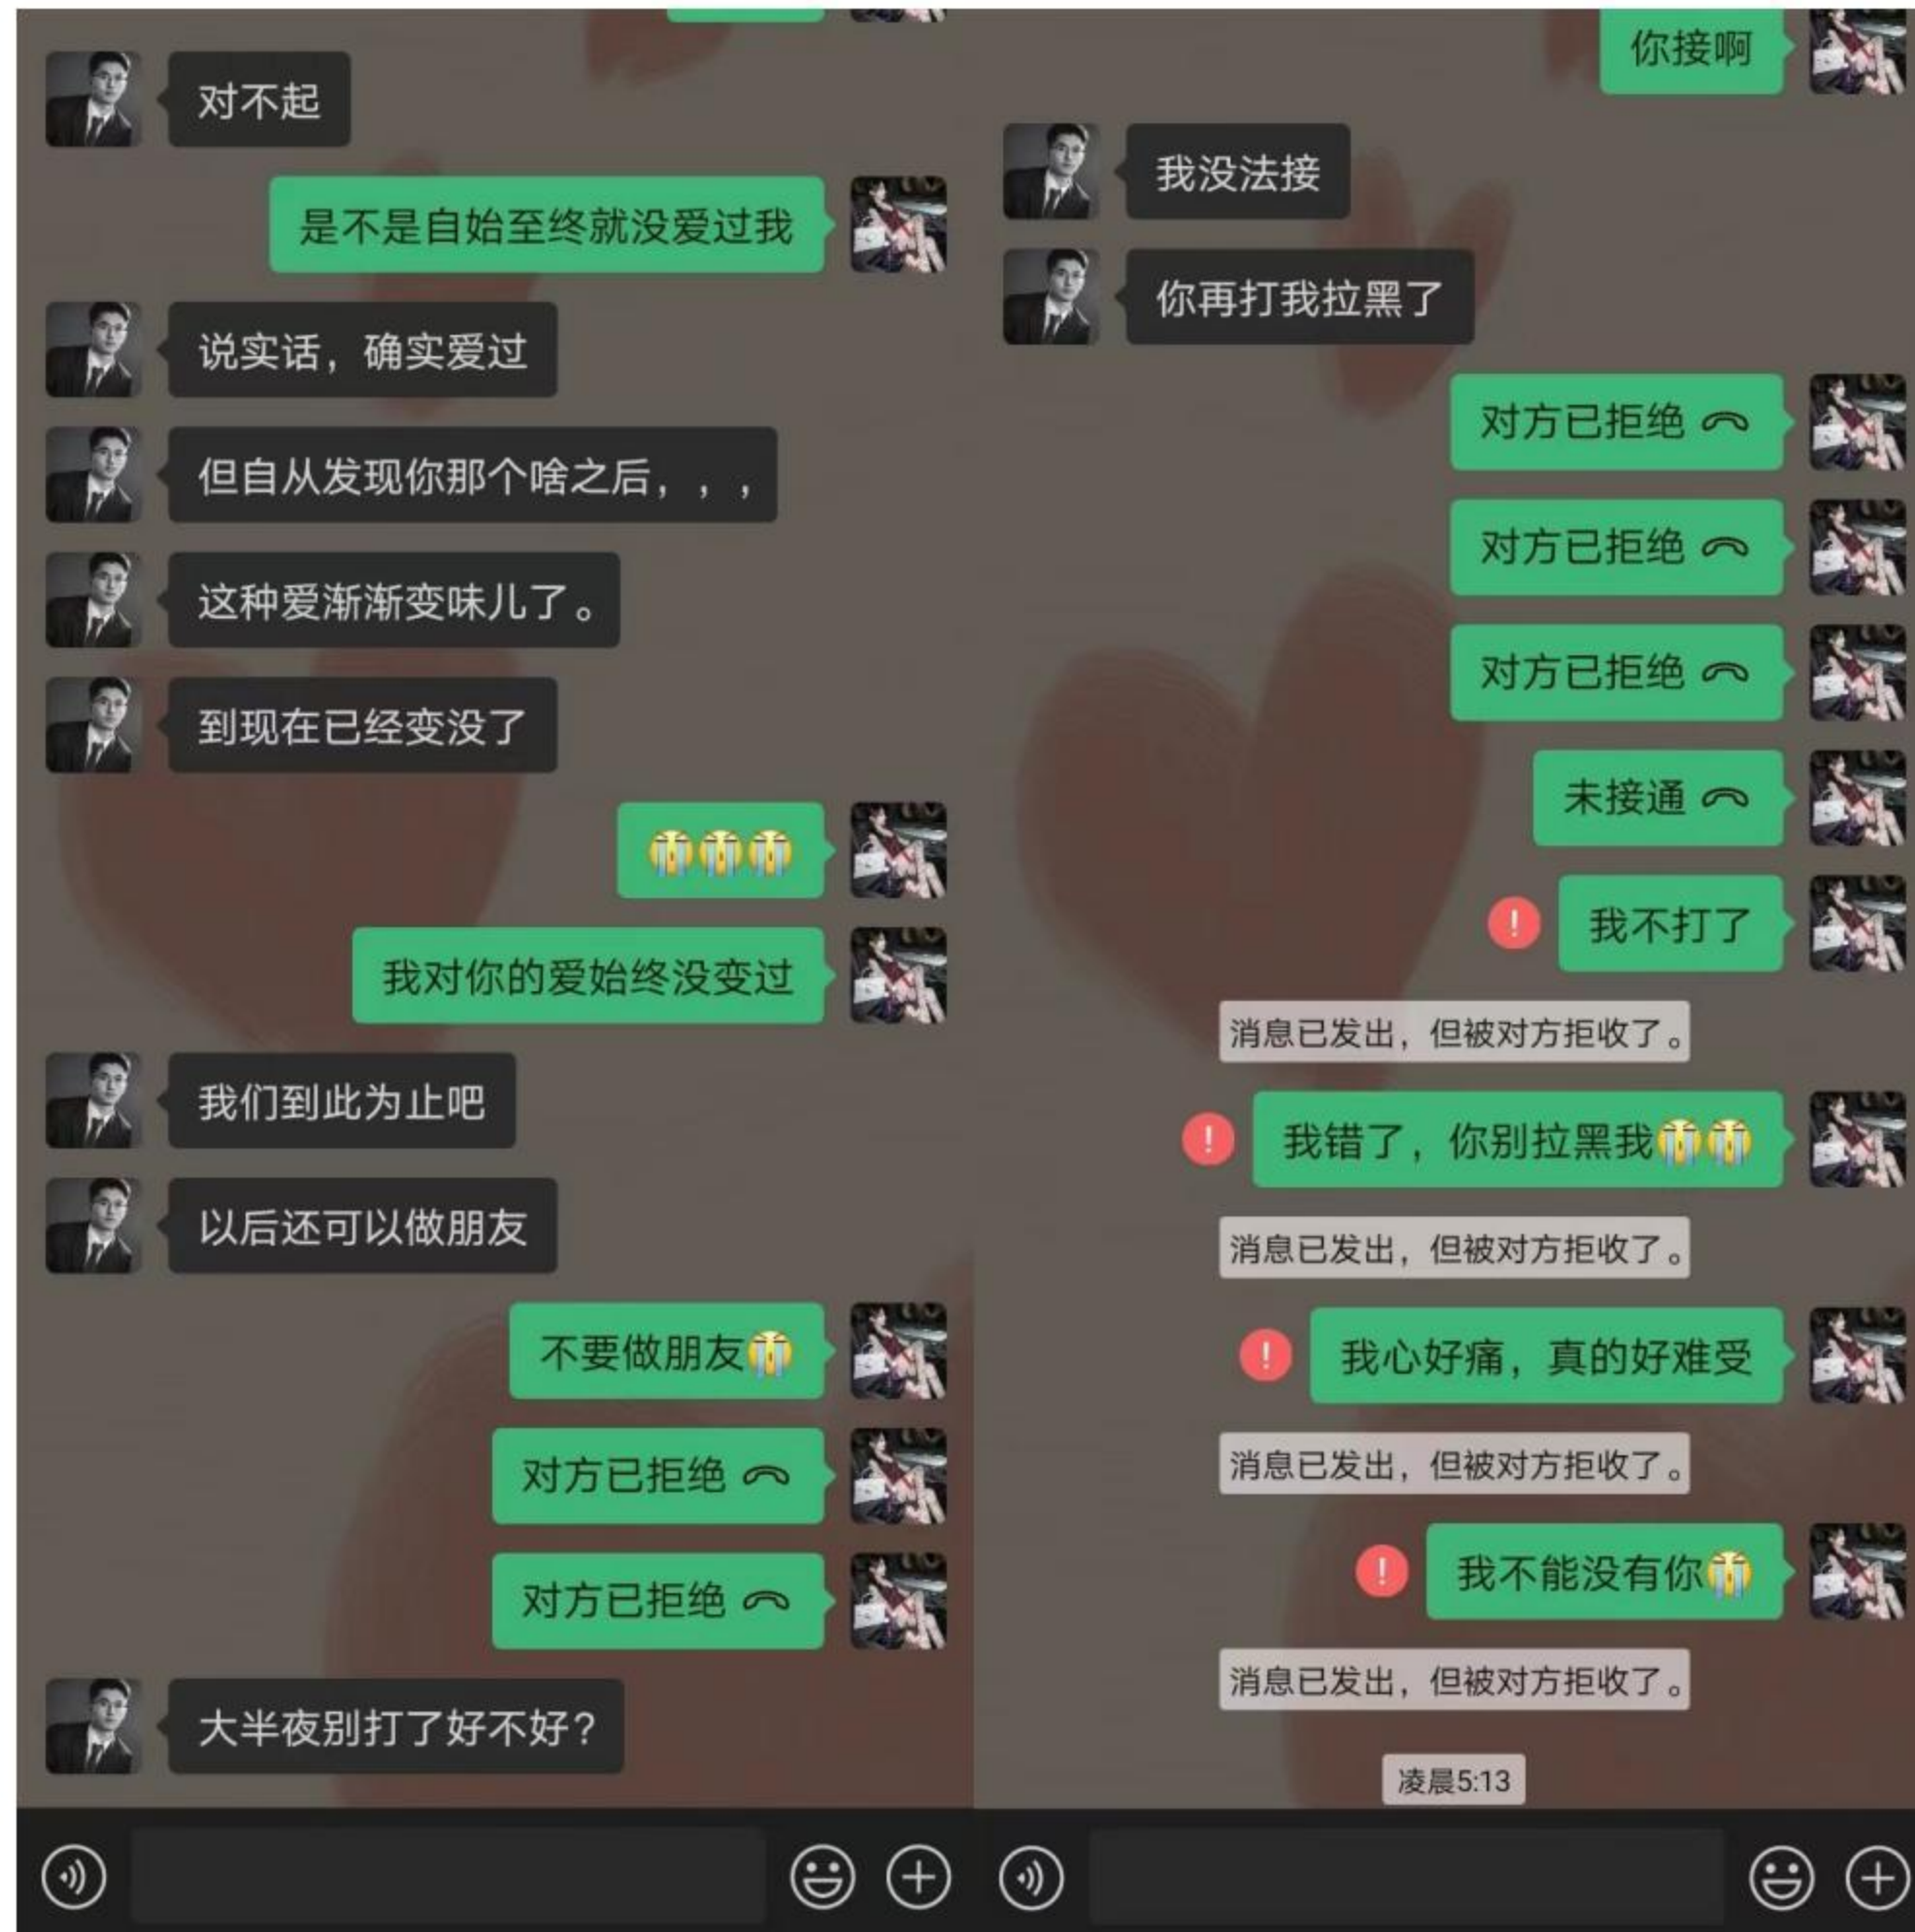 对不起
是不是自始至终就没爱过我
说实话，确实爱过
但自从发现你那个啥之后，，，
这种爱渐渐变味儿了。
到现在已经变没了
😭😭😭
我对你的爱始终没变过
我们到此为止吧
以后还可以做朋友
不要做朋友😭
对方已拒绝
对方已拒绝
大半夜别打了好不好？
你接啊
我没法接
你再打我拉黑了
对方已拒绝
对方已拒绝
对方已拒绝
未接通
我不打了
消息已发出，但被对方拒收了。
我错了，你别拉黑我😭😭
消息已发出，但被对方拒收了。
我心好痛，真的好难受
消息已发出，但被对方拒收了。
我不能没有你😭
消息已发出，但被对方拒收了。
凌晨5:13